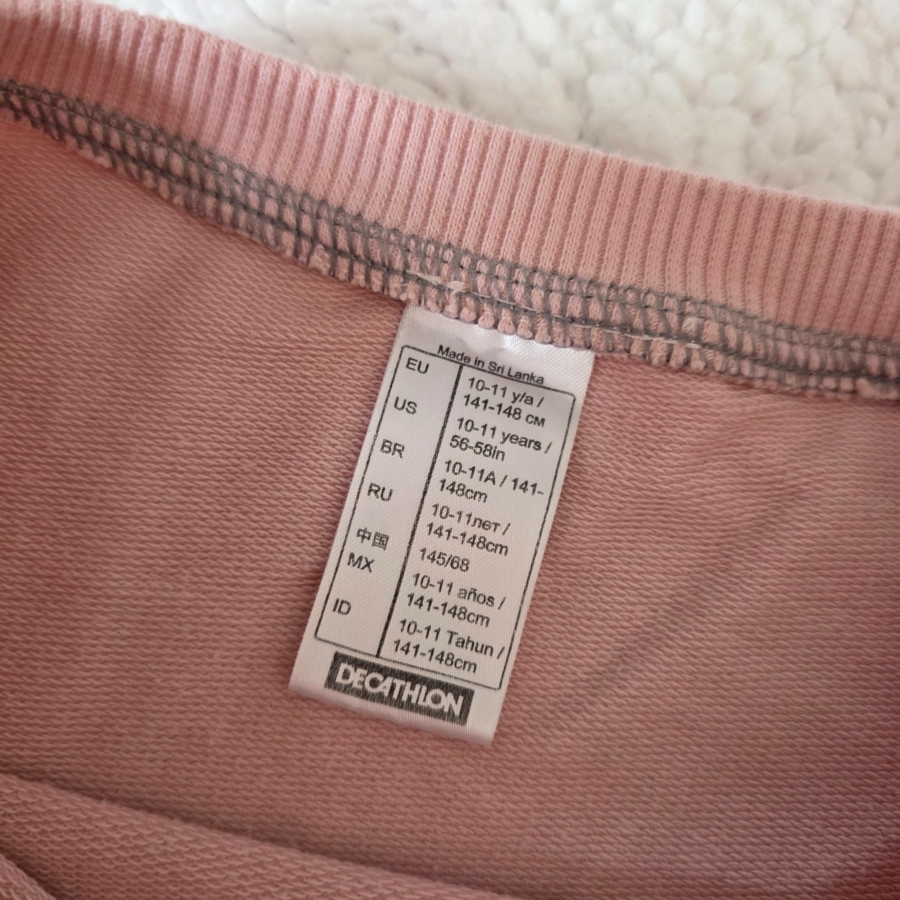 Made in Sri Lanka
EU 10-11 y/a /
141-148 см
US 10-11 years /
56-58in
BR 10-11A / 141-
148cm
RU 10-11лет /
141-148cm
中国 145/68
MX 10-11 años /
141-148cm
ID 10-11 Tahun /
141-148cm
DECATHLON